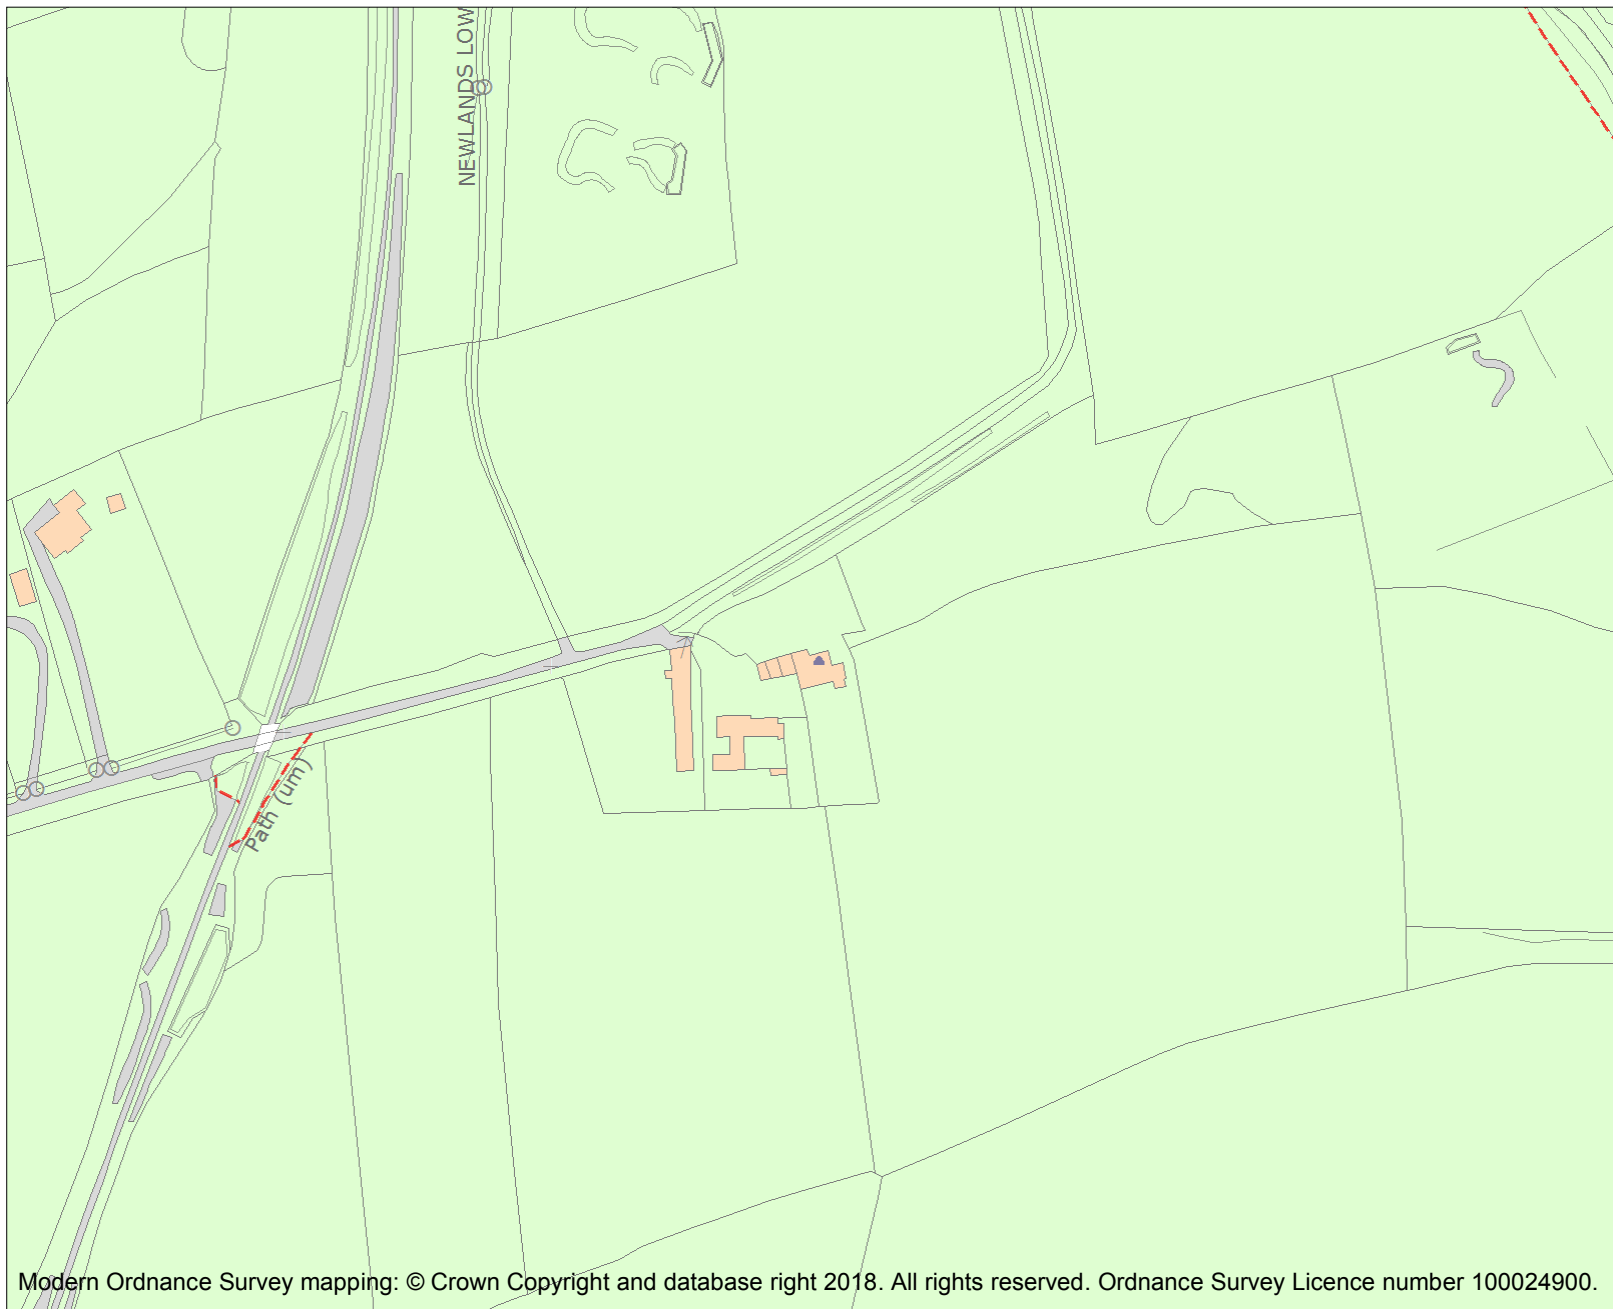 NEWLANDS LOW
Path (um)
Modern Ordnance Survey mapping: © Crown Copyright and database right 2018. All rights reserved. Ordnance Survey Licence number 100024900.